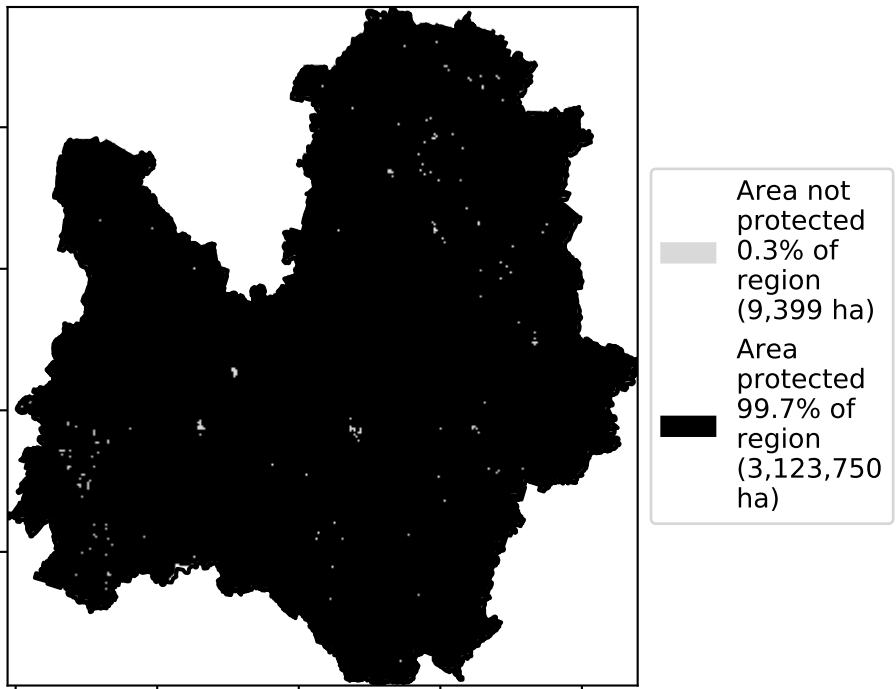 Area not
protected
0.3% of
region
(9,399 ha)
Area
protected
99.7% of
region
(3,123,750
ha)